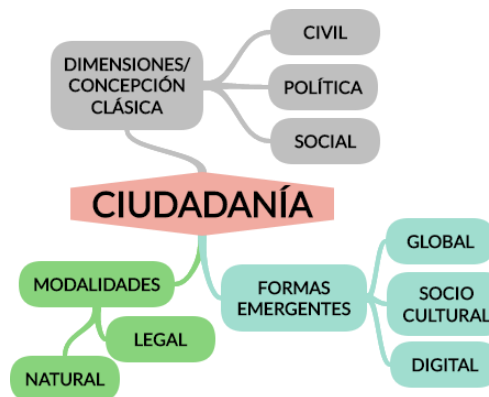 CIVIL
DIMENSIONES/
CONCEPCIÓN
CLÁSICA
POLÍTICA
SOCIAL
CIUDADANÍA
GLOBAL
MODALIDADES
FORMAS
EMERGENTES
SOCIO
CULTURAL
LEGAL
DIGITAL
NATURAL